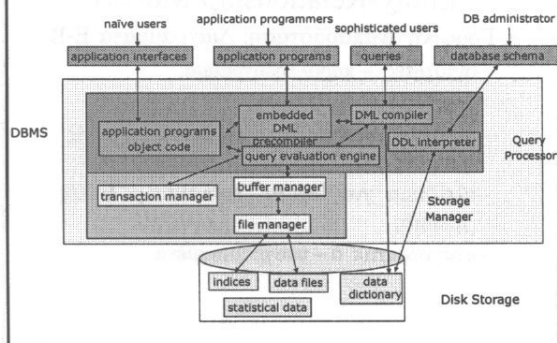 naïve users
application programmers
sophisticated users
DB administrator
application interfaces
application programs
queries
database schema
DBMS
application programs
object code
embedded
DML
precompiler
DML compiler
DDL interpreter
query evaluation engine
Query
Processor
transaction manager
buffer manager
file manager
Storage
Manager
indices
data files
data
dictionary
statistical data
Disk Storage